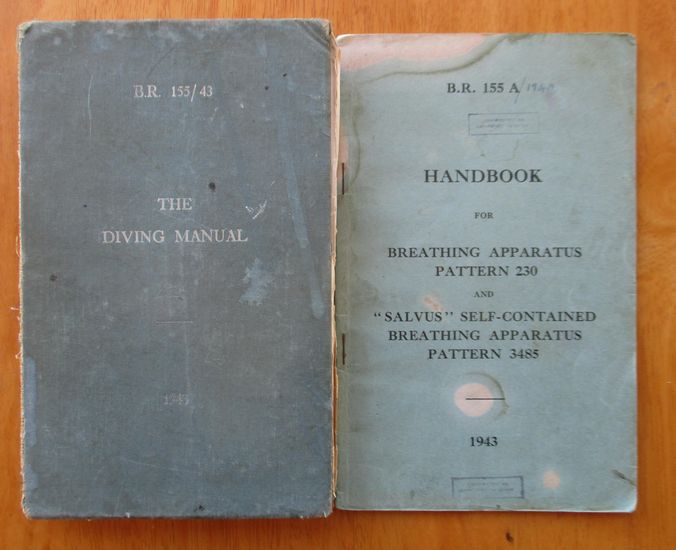 B.R. 155/43
THE
DIVING MANUAL
1943
B.R. 155 A
HANDBOOK
FOR
BREATHING APPARATUS
PATTERN 230
AND
“SALVUS” SELF-CONTAINED
BREATHING APPARATUS
PATTERN 3485
1943